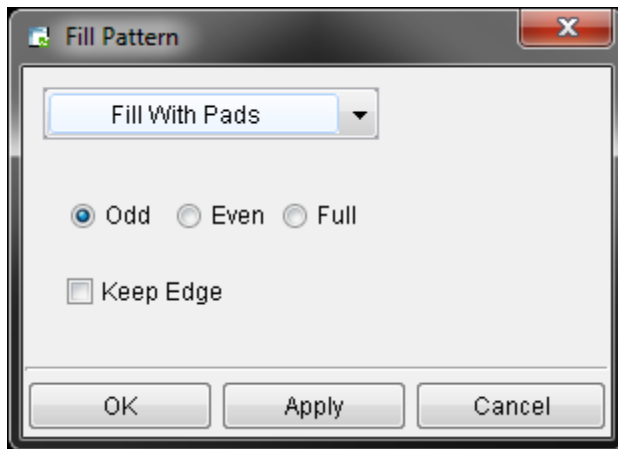 Fill Pattern
Fill With Pads
Odd Even Full
Keep Edge
OK Apply Cancel